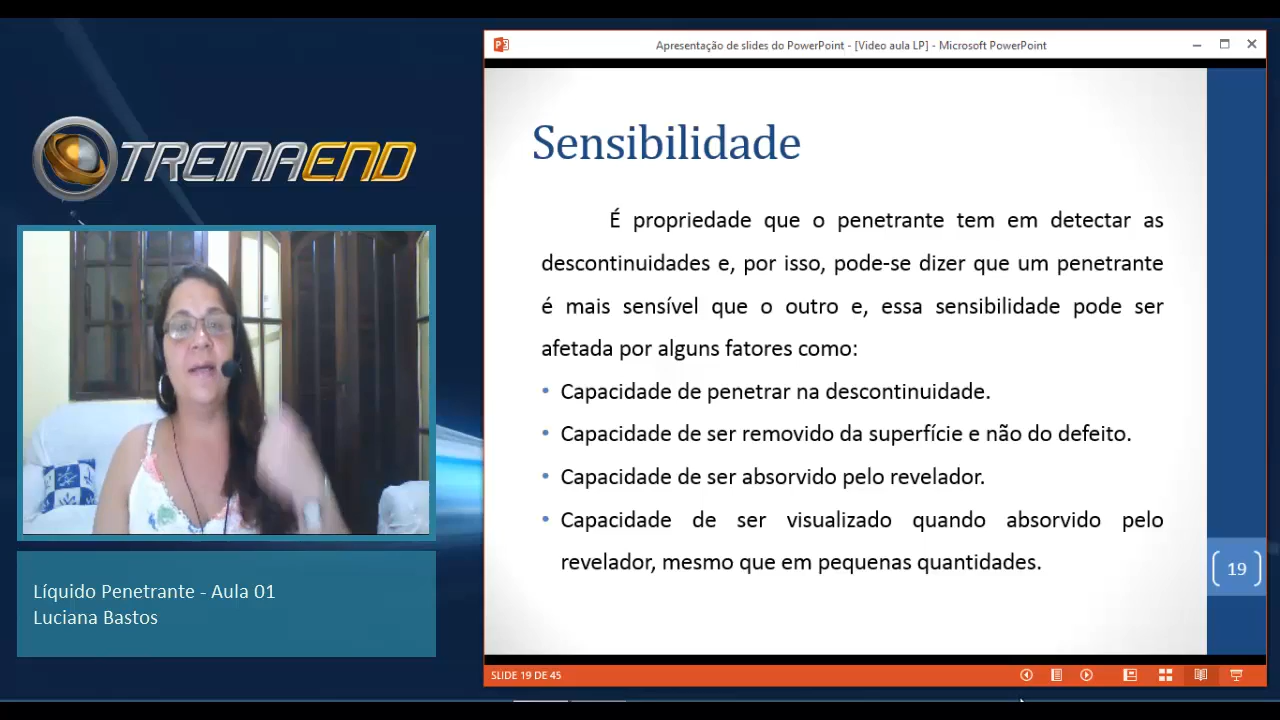 TREINAEND
Líquido Penetrante - Aula 01
Luciana Bastos
Apresentação de slides do PowerPoint - [Video aula LP] - Microsoft PowerPoint
Sensibilidade
É propriedade que o penetrante tem em detectar as
descontinuidades e, por isso, pode-se dizer que um penetrante
é mais sensível que o outro e, essa sensibilidade pode ser
afetada por alguns fatores como:
• Capacidade de penetrar na descontinuidade.
• Capacidade de ser removido da superfície e não do defeito.
• Capacidade de ser absorvido pelo revelador.
• Capacidade de ser visualizado quando absorvido pelo
revelador, mesmo que em pequenas quantidades.
19
SLIDE 19 DE 45